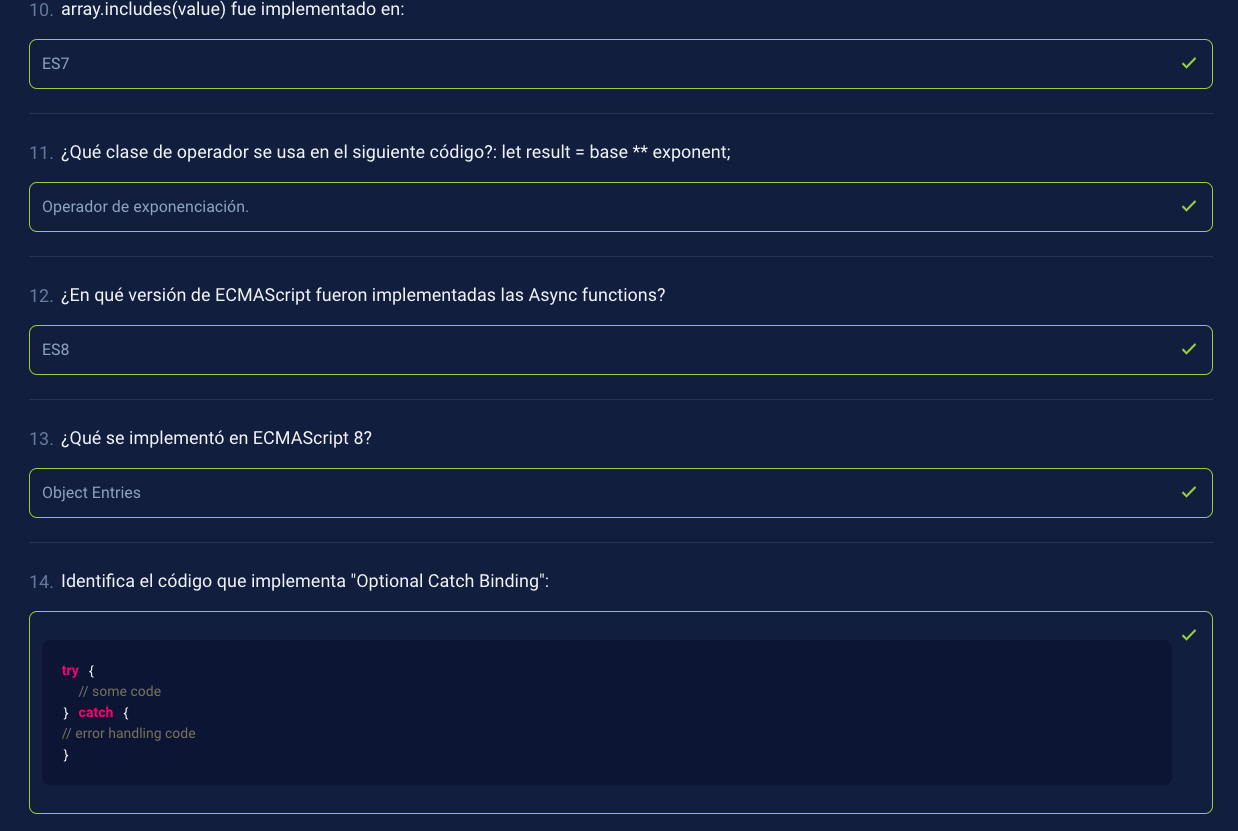 10. array.includes(value) fue implementado en:
ES7
11. ¿Qué clase de operador se usa en el siguiente código?: let result = base ** exponent;
Operador de exponenciación.
12. ¿En qué versión de ECMAScript fueron implementadas las Async functions?
ES8
13. ¿Qué se implementó en ECMAScript 8?
Object Entries
14. Identifica el código que implementa "Optional Catch Binding":
try {
// some code
} catch {
// error handling code
}